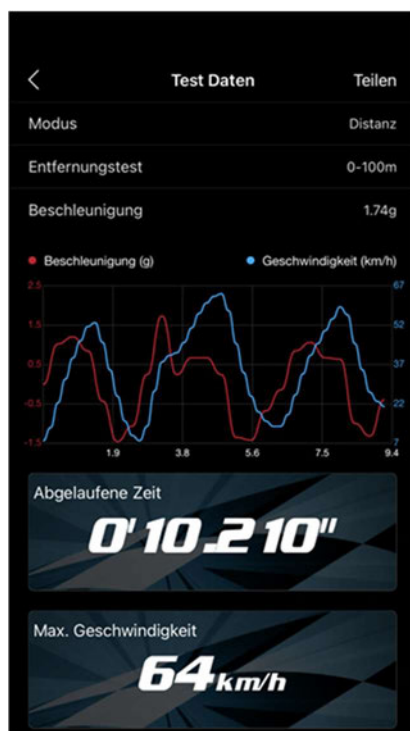 Test Daten Teilen
Modus Distanz
Entfernungstest 0-100m
Beschleunigung 1.74g
Beschleunigung (g) Geschwindigkeit (km/h)
2.5 67
1.5 52
0.5 37
-0.5 22
-1.5 7
1.9 3.8 5.6 7.5 9.4
Abgelaufene Zeit
0'10.210"
Max. Geschwindigkeit
64km/h